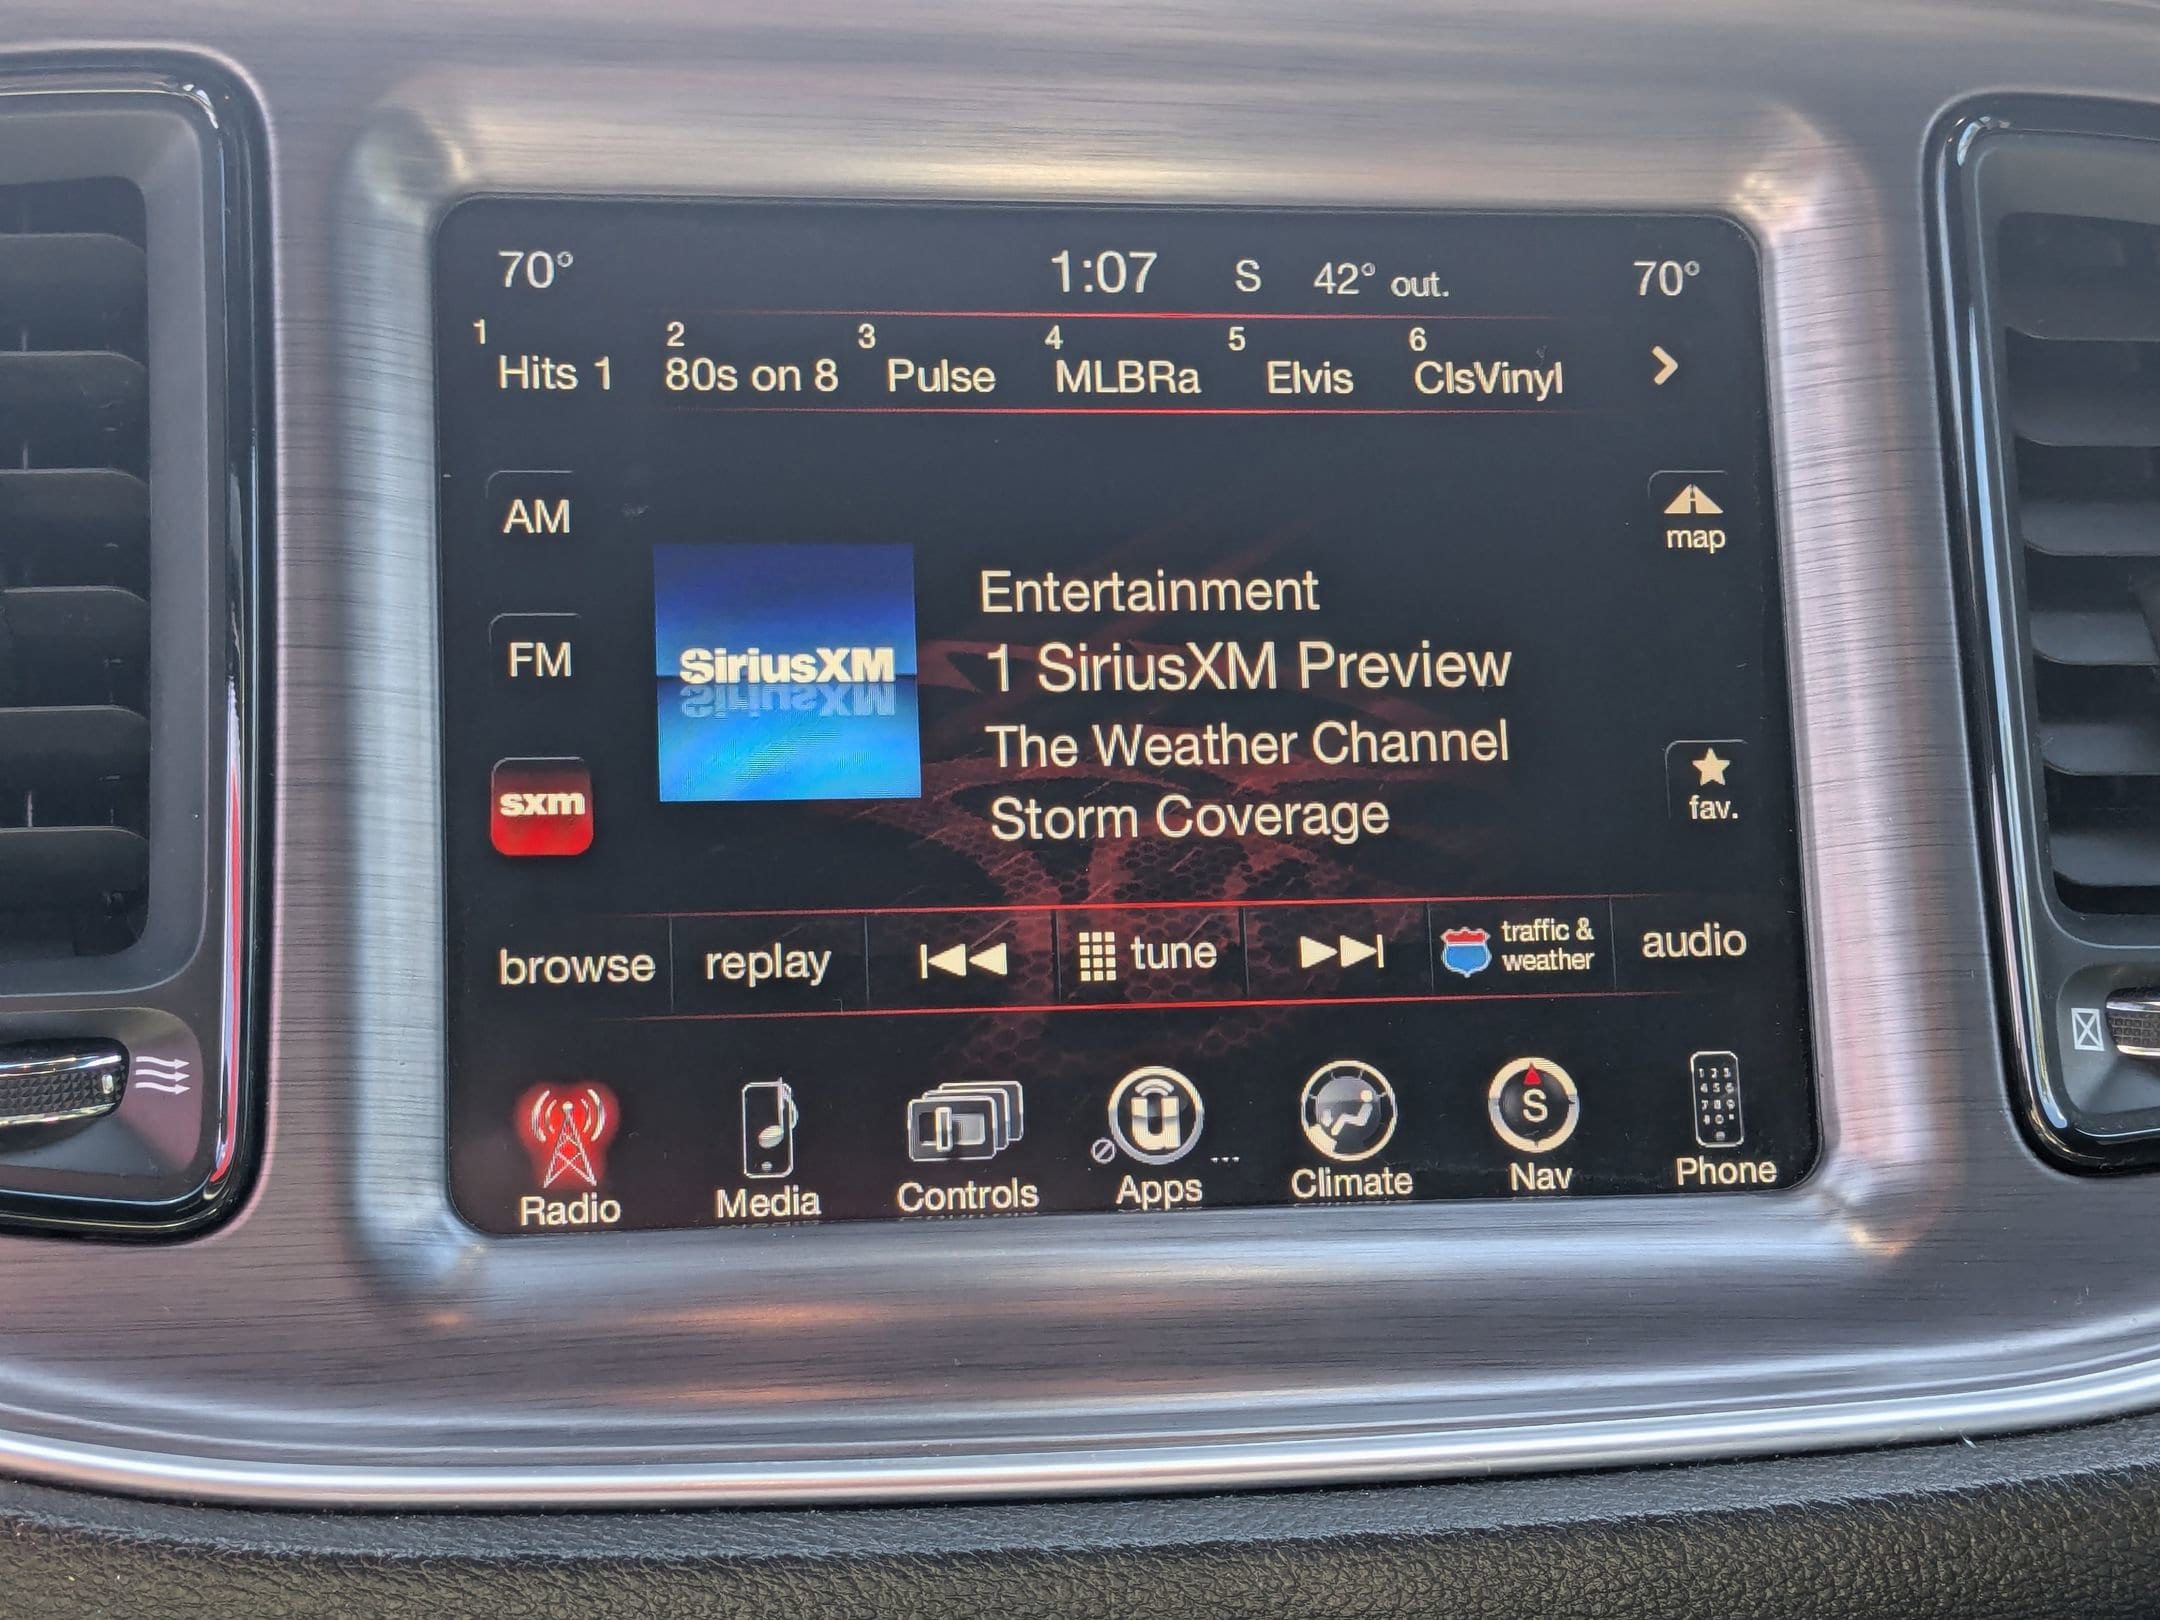 70° 1:07 S 42° out. 70°
1 2 3 4 5 6
Hits 1 80s on 8 Pulse MLBRa Elvis ClsVinyl
AM
map
FM
SiriusXM
Entertainment
1 SiriusXM Preview
The Weather Channel
Storm Coverage
sxm
fav.
browse replay tune traffic & weather audio
u S
Radio Media Controls Apps ... Climate Nav Phone